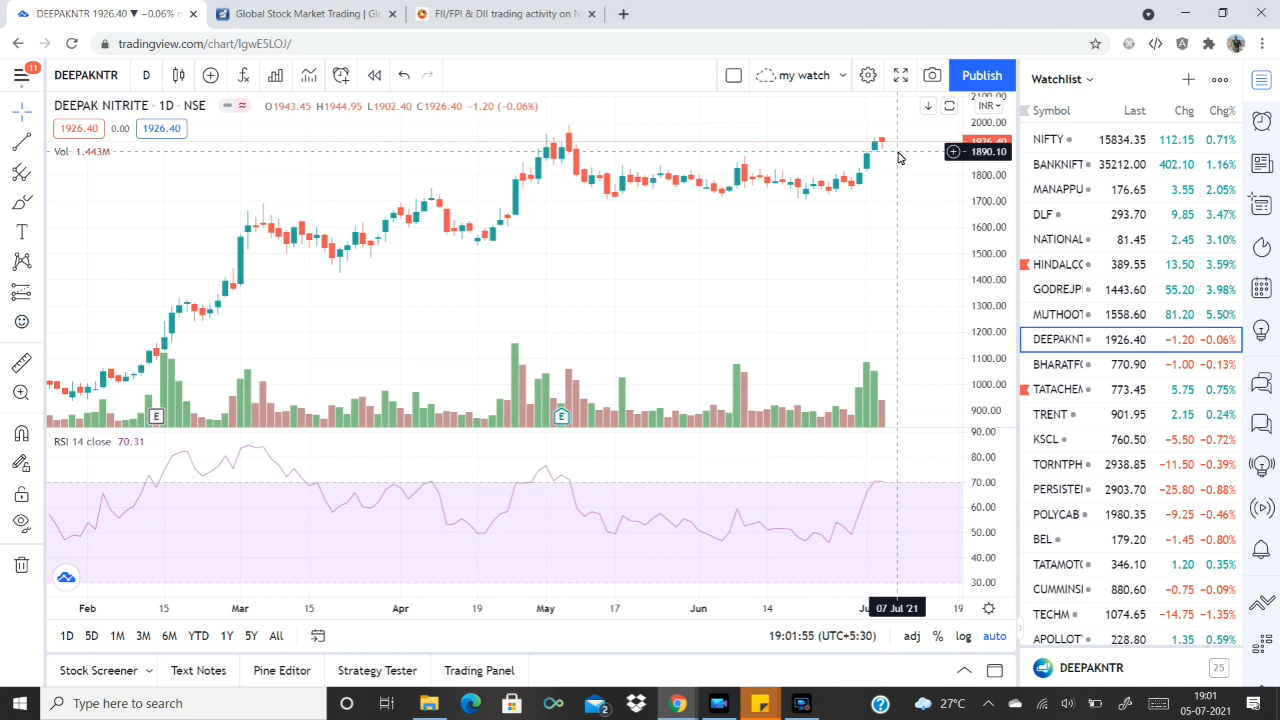 DEEPAKNTR 1926.40 ▼ −0.06% n
Global Stock Market Trading | Gl
FII/FPI & DII trading activity on N
tradingview.com/chart/lgwE5LOJ/
11
DEEPAKNTR
D
my watch
Publish
DEEPAK NITRITE · 1D · NSE
O1943.45 H1944.95 L1902.40 C1926.40 −1.20 (−0.06%)
1926.40 0.00 1926.40
Vol 1.443M
INR
2100.00
2000.00
1926.40
1890.10
1800.00
1700.00
1600.00
1500.00
1400.00
1300.00
1200.00
1100.00
1000.00
900.00
E
E
RSI 14 close 70.31
90.00
80.00
70.00
60.00
50.00
40.00
30.00
Feb 15 Mar 15 Apr 19 May 17 Jun 14 07 Jul '21 19
1D 5D 1M 3M 6M YTD 1Y 5Y All
19:01:55 (UTC+5:30) adj % log auto
Stock Screener Text Notes Pine Editor Strategy Tester Trading Panel
Watchlist
Symbol Last Chg Chg%
NIFTY 15834.35 112.15 0.71%
BANKNIFT 35212.00 402.10 1.16%
MANAPPU 176.65 3.55 2.05%
DLF 293.70 9.85 3.47%
NATIONAL 81.45 2.45 3.10%
HINDALCO 389.55 13.50 3.59%
GODREJPI 1443.60 55.20 3.98%
MUTHOOT 1558.60 81.20 5.50%
DEEPAKNT 1926.40 −1.20 −0.06%
BHARATFO 770.90 −1.00 −0.13%
TATACHEM 773.45 5.75 0.75%
TRENT 901.95 2.15 0.24%
KSCL 760.50 −5.50 −0.72%
TORNTPH 2938.85 −11.50 −0.39%
PERSISTEN 2903.70 −25.80 −0.88%
POLYCAB 1980.35 −9.25 −0.46%
BEL 179.20 −1.45 −0.80%
TATAMOT 346.10 1.20 0.35%
CUMMINSI 880.60 −0.75 −0.09%
TECHM 1074.65 −14.75 −1.35%
APOLLOT 228.80 1.35 0.59%
DEEPAKNTR
25
Type here to search
2
27°C
19:01
05-07-2021